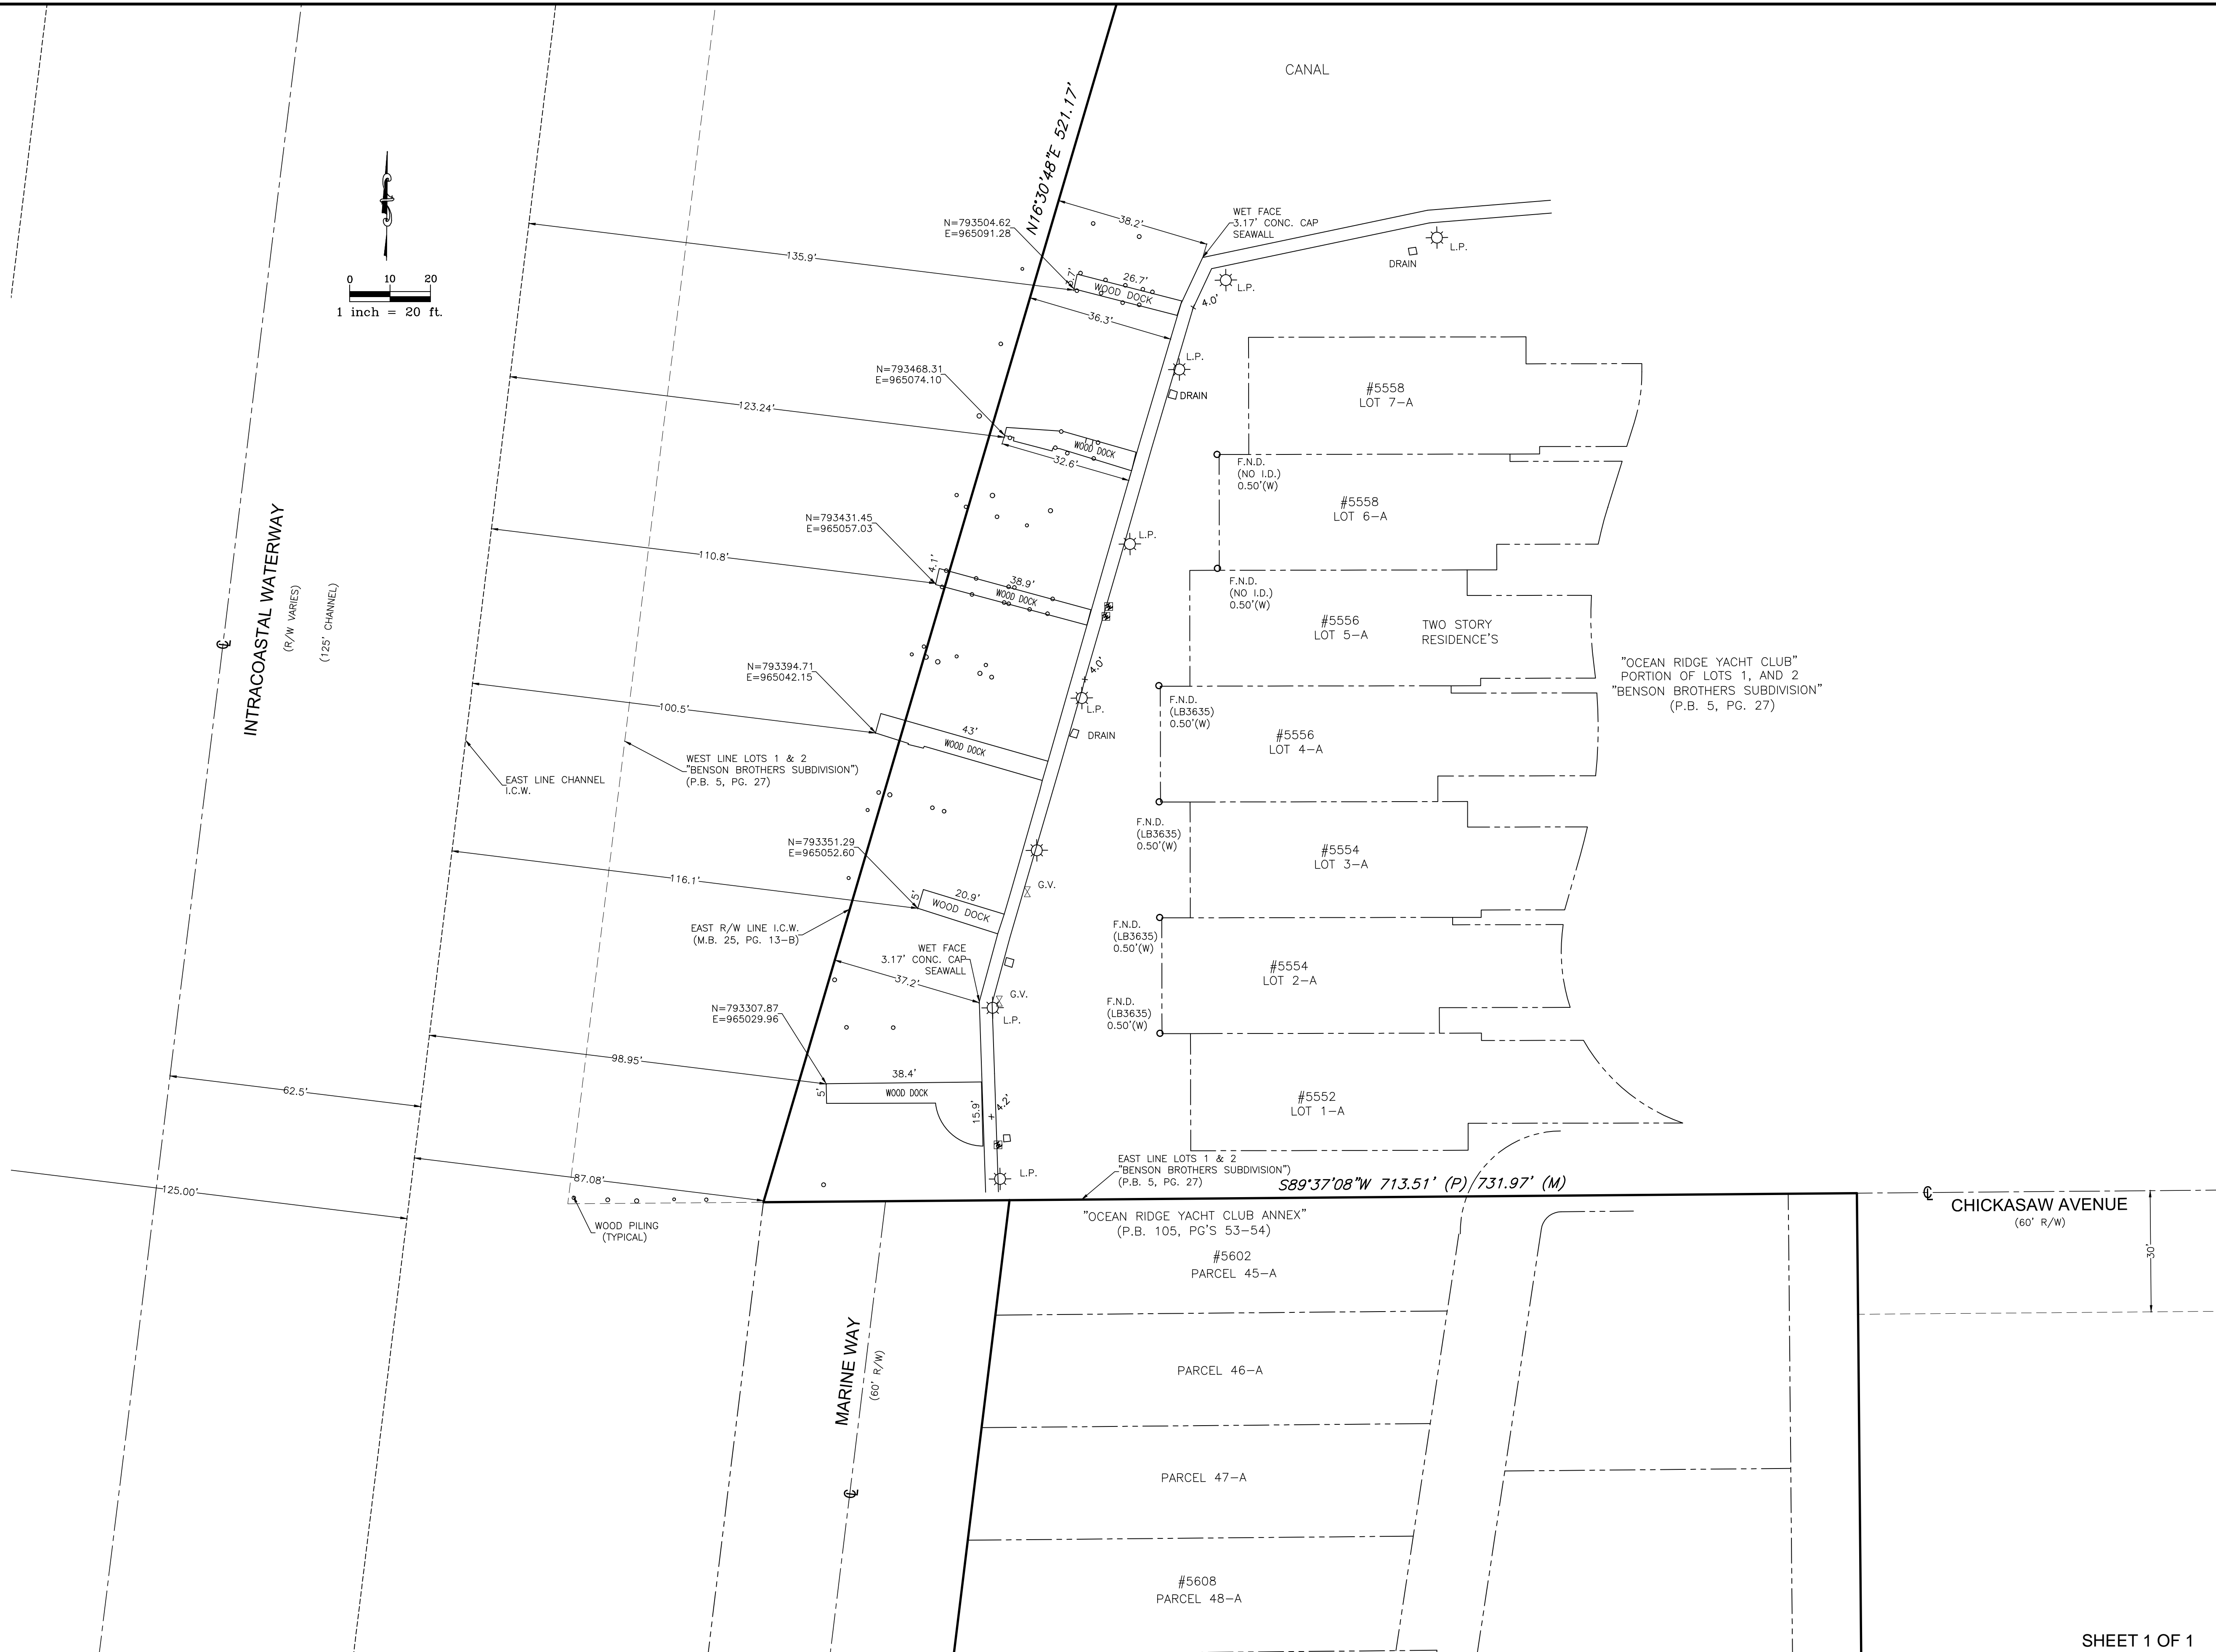 CANAL
N16°30'48"E 521.17'
0 10 20
1 inch = 20 ft.
N=793504.62
E=965091.28
38.2'
WET FACE
3.17' CONC. CAP
SEAWALL
L.P.
DRAIN
135.9'
3.7'
26.7'
WOOD DOCK
L.P.
4.0'
36.3'
L.P.
DRAIN
N=793468.31
E=965074.10
123.24'
WOOD DOCK
32.6'
#5558
LOT 7-A
F.N.D.
(NO I.D.)
0.50'(W)
#5558
LOT 6-A
N=793431.45
E=965057.03
L.P.
110.8'
4.1'
38.9'
WOOD DOCK
F.N.D.
(NO I.D.)
0.50'(W)
#5556
LOT 5-A
TWO STORY
RESIDENCE'S
INTRACOASTAL WATERWAY
(R/W VARIES)
(125' CHANNEL)
"OCEAN RIDGE YACHT CLUB"
PORTION OF LOTS 1, AND 2
"BENSON BROTHERS SUBDIVISION"
(P.B. 5, PG. 27)
N=793394.71
E=965042.15
4.0'
L.P.
100.5'
43'
WOOD DOCK
DRAIN
F.N.D.
(LB3635)
0.50'(W)
#5556
LOT 4-A
EAST LINE CHANNEL
I.C.W.
WEST LINE LOTS 1 & 2
"BENSON BROTHERS SUBDIVISION")
(P.B. 5, PG. 27)
F.N.D.
(LB3635)
0.50'(W)
#5554
LOT 3-A
N=793351.29
E=965052.60
116.1'
5'
20.9'
WOOD DOCK
G.V.
EAST R/W LINE I.C.W.
(M.B. 25, PG. 13-B)
WET FACE
3.17' CONC. CAP
SEAWALL
37.2'
F.N.D.
(LB3635)
0.50'(W)
#5554
LOT 2-A
G.V.
L.P.
F.N.D.
(LB3635)
0.50'(W)
N=793307.87
E=965029.96
98.95'
38.4'
5'
WOOD DOCK
15.9'
4.2'
62.5'
#5552
LOT 1-A
L.P.
87.08'
125.00'
EAST LINE LOTS 1 & 2
"BENSON BROTHERS SUBDIVISION")
(P.B. 5, PG. 27)
S89°37'08"W 713.51' (P)/731.97' (M)
WOOD PILING
(TYPICAL)
CHICKASAW AVENUE
(60' R/W)
30'
"OCEAN RIDGE YACHT CLUB ANNEX"
(P.B. 105, PG'S 53-54)
#5602
PARCEL 45-A
MARINE WAY
(60' R/W)
PARCEL 46-A
PARCEL 47-A
#5608
PARCEL 48-A
SHEET 1 OF 1